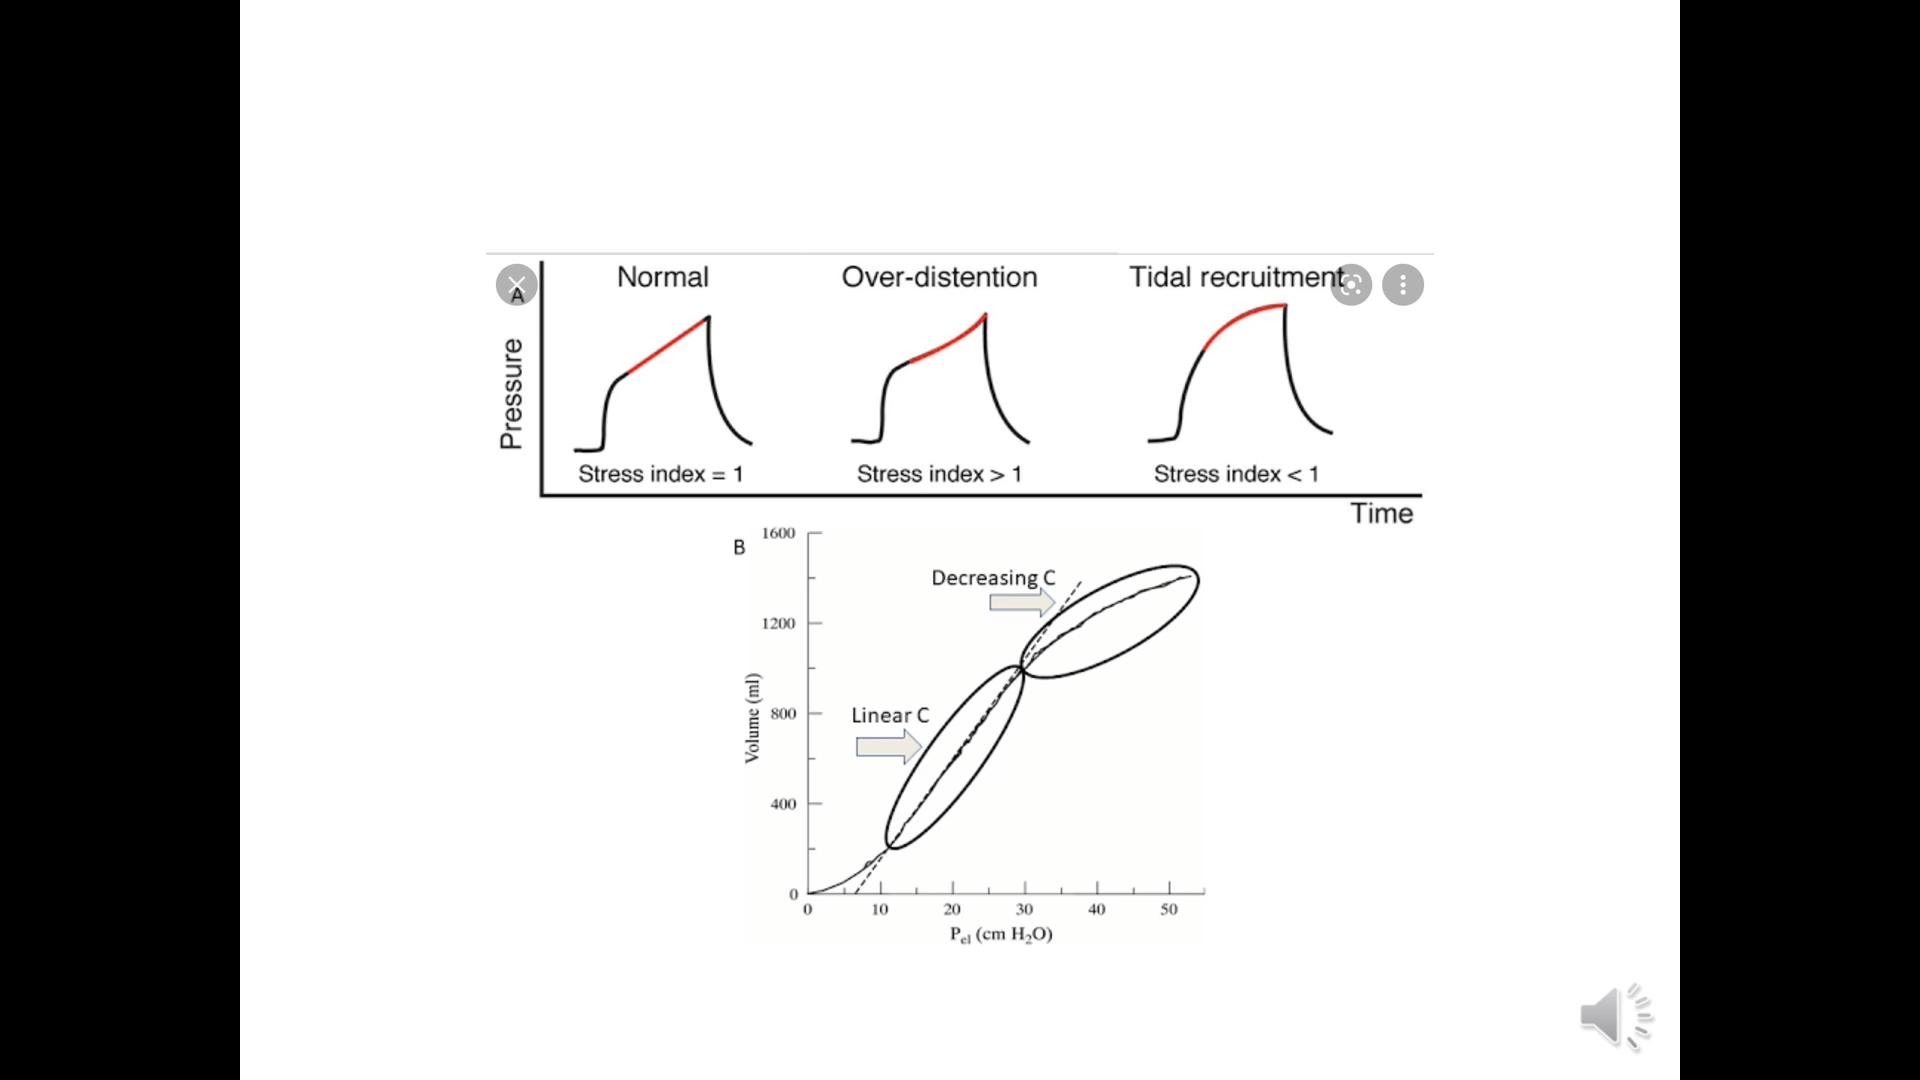 Normal
Over-distention
Tidal recruitment
A
Pressure
Stress index = 1
Stress index > 1
Stress index < 1
Time
B
1600
Decreasing C
1200
Linear C
Volume (ml)
800
400
0
0 10 20 30 40 50
Pel (cm H2O)